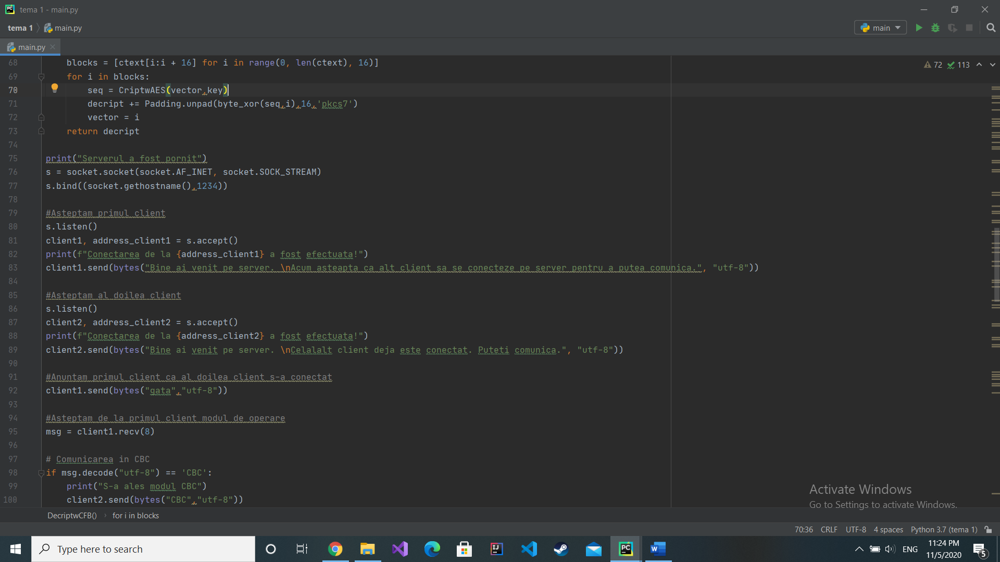 tema 1 - main.py
tema 1 main.py
main
main.py
72 113
68 blocks = [ctext[i:i + 16] for i in range(0, len(ctext), 16)]
69 for i in blocks:
70 seq = CriptwAES(vector,key)
71 decript += Padding.unpad(byte_xor(seq,i),16,'pkcs7')
72 vector = i
73 return decript
74
75 print("Serverul a fost pornit")
76 s = socket.socket(socket.AF_INET, socket.SOCK_STREAM)
77 s.bind((socket.gethostname(),1234))
78
79 #Asteptam primul client
80 s.listen()
81 client1, address_client1 = s.accept()
82 print(f"Conectarea de la {address_client1} a fost efectuata!")
83 client1.send(bytes("Bine ai venit pe server. \nAcum asteapta ca alt client sa se conecteze pe server pentru a putea comunica.", "utf-8"))
84
85 #Asteptam al doilea client
86 s.listen()
87 client2, address_client2 = s.accept()
88 print(f"Conectarea de la {address_client2} a fost efectuata!")
89 client2.send(bytes("Bine ai venit pe server. \nCelalalt client deja este conectat. Puteti comunica.", "utf-8"))
90
91 #Anuntam primul client ca al doilea client s-a conectat
92 client1.send(bytes("gata","utf-8"))
93
94 #Asteptam de la primul client modul de operare
95 msg = client1.recv(8)
96
97 # Comunicarea in CBC
98 if msg.decode("utf-8") == 'CBC':
99 print("S-a ales modul CBC")
100 client2.send(bytes("CBC","utf-8"))
Activate Windows
Go to Settings to activate Windows.
DecriptwCFB() › for i in blocks
70:36 CRLF UTF-8 4 spaces Python 3.7 (tema 1)
Type here to search
ENG
11:24 PM
11/5/2020
5